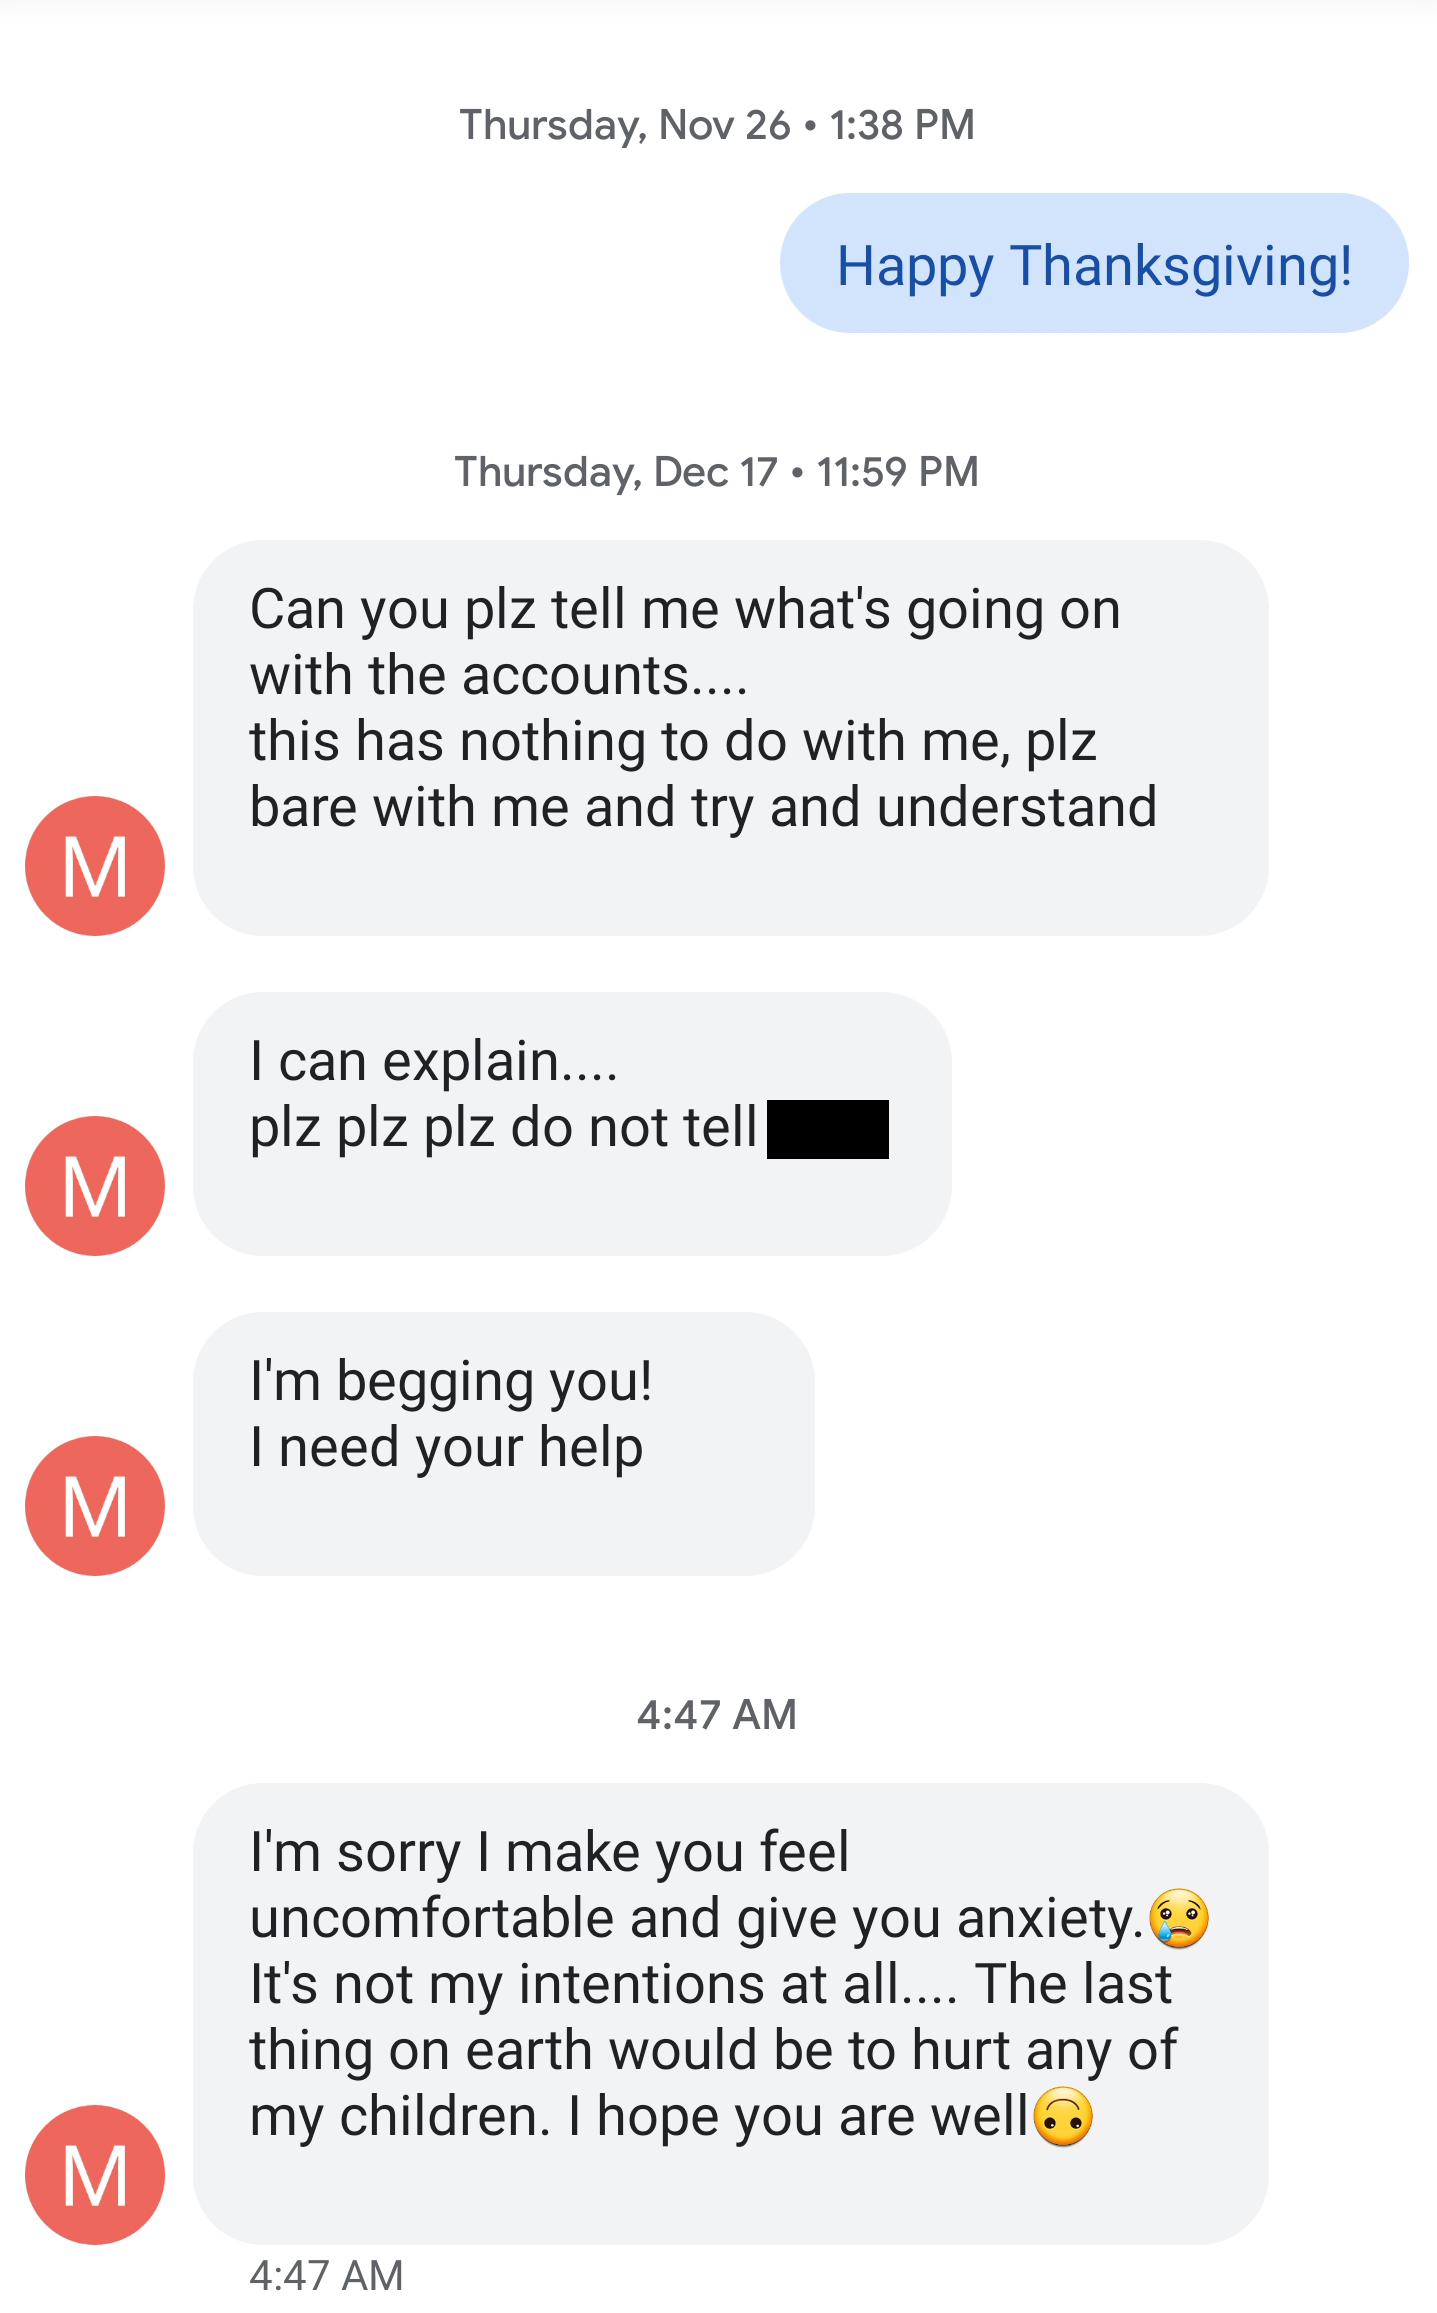 Thursday, Nov 26 • 1:38 PM
Happy Thanksgiving!
Thursday, Dec 17 • 11:59 PM
Can you plz tell me what's going on
with the accounts....
this has nothing to do with me, plz
bare with me and try and understand
M
I can explain....
plz plz plz do not tell
M
I'm begging you!
I need your help
M
4:47 AM
I'm sorry I make you feel
uncomfortable and give you anxiety.😢
It's not my intentions at all.... The last
thing on earth would be to hurt any of
my children. I hope you are well🙃
M
4:47 AM